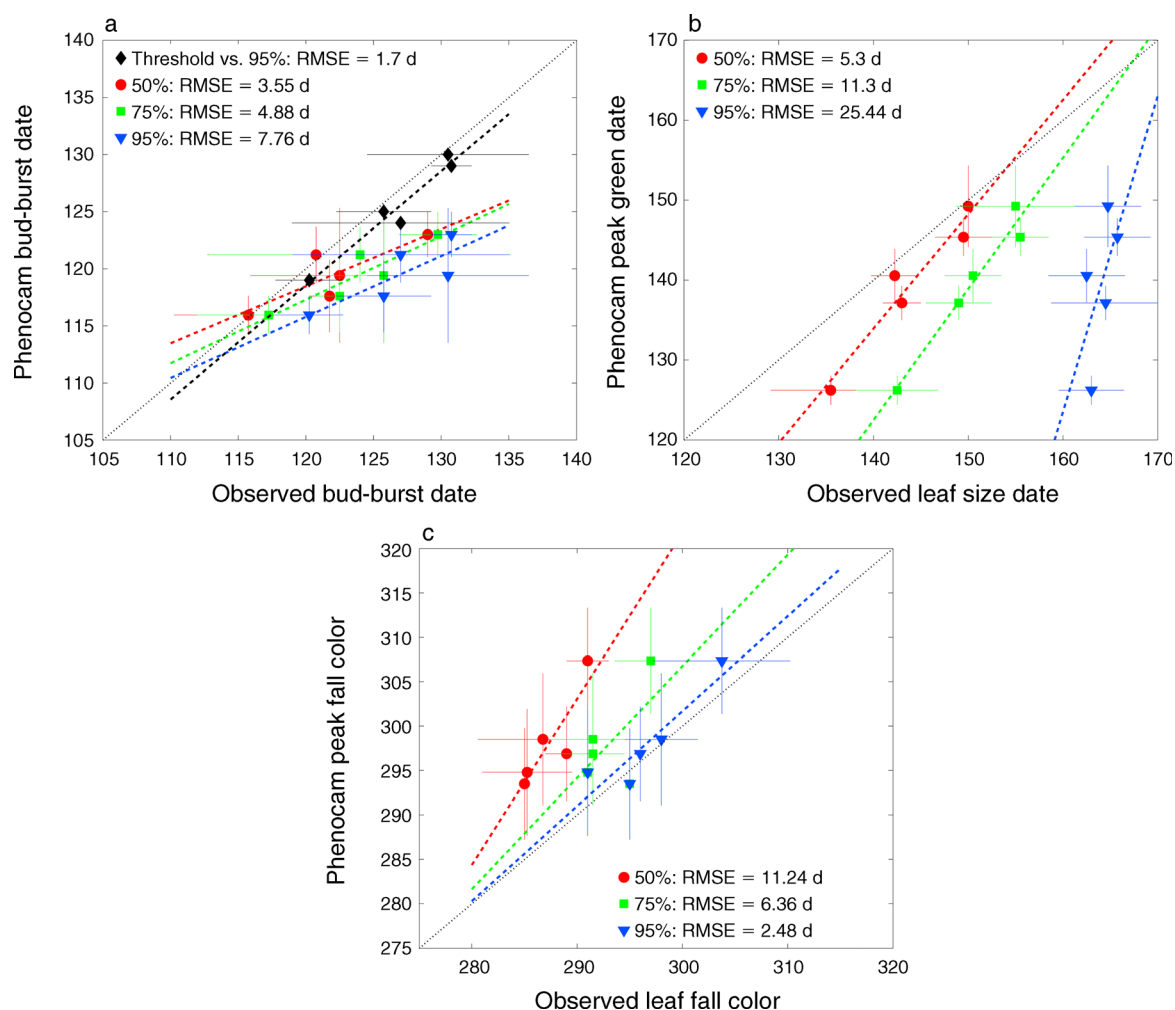 a
140
135
130
125
120
115
110
105
105 110 115 120 125 130 135 140
Phenocam bud-burst date
Observed bud-burst date
Threshold vs. 95%: RMSE = 1.7 d
50%: RMSE = 3.55 d
75%: RMSE = 4.88 d
95%: RMSE = 7.76 d
b
170
160
150
140
130
120
120 130 140 150 160 170
Phenocam peak green date
Observed leaf size date
50%: RMSE = 5.3 d
75%: RMSE = 11.3 d
95%: RMSE = 25.44 d
c
320
315
310
305
300
295
290
285
280
275
280 290 300 310 320
Phenocam peak fall color
Observed leaf fall color
50%: RMSE = 11.24 d
75%: RMSE = 6.36 d
95%: RMSE = 2.48 d